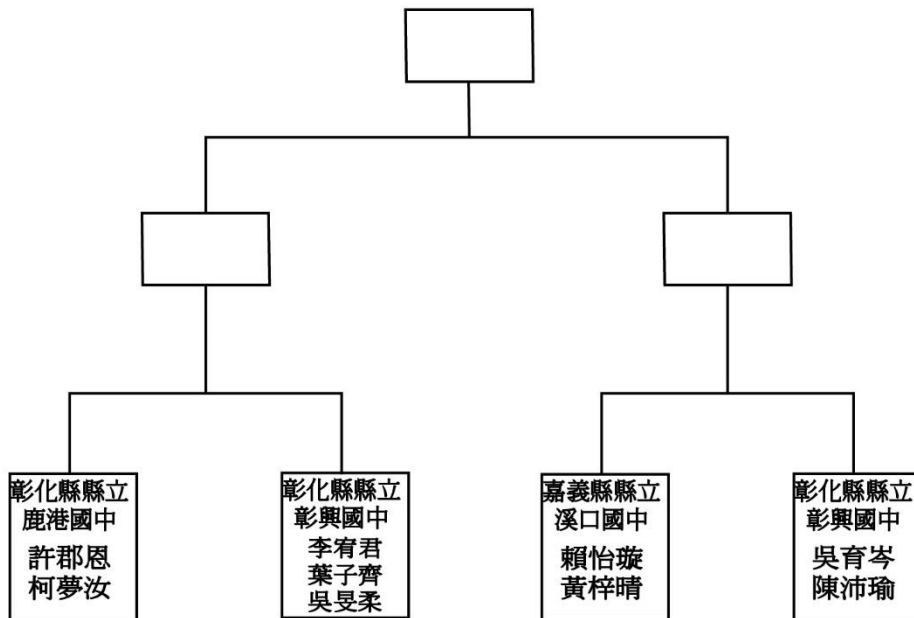 彰化縣縣立
鹿港國中
許郡恩
柯夢汝
彰化縣縣立
彰興國中
李宥君
葉子齊
吳旻柔
嘉義縣縣立
溪口國中
賴怡璇
黃梓晴
彰化縣縣立
彰興國中
吳育岑
陳沛瑜